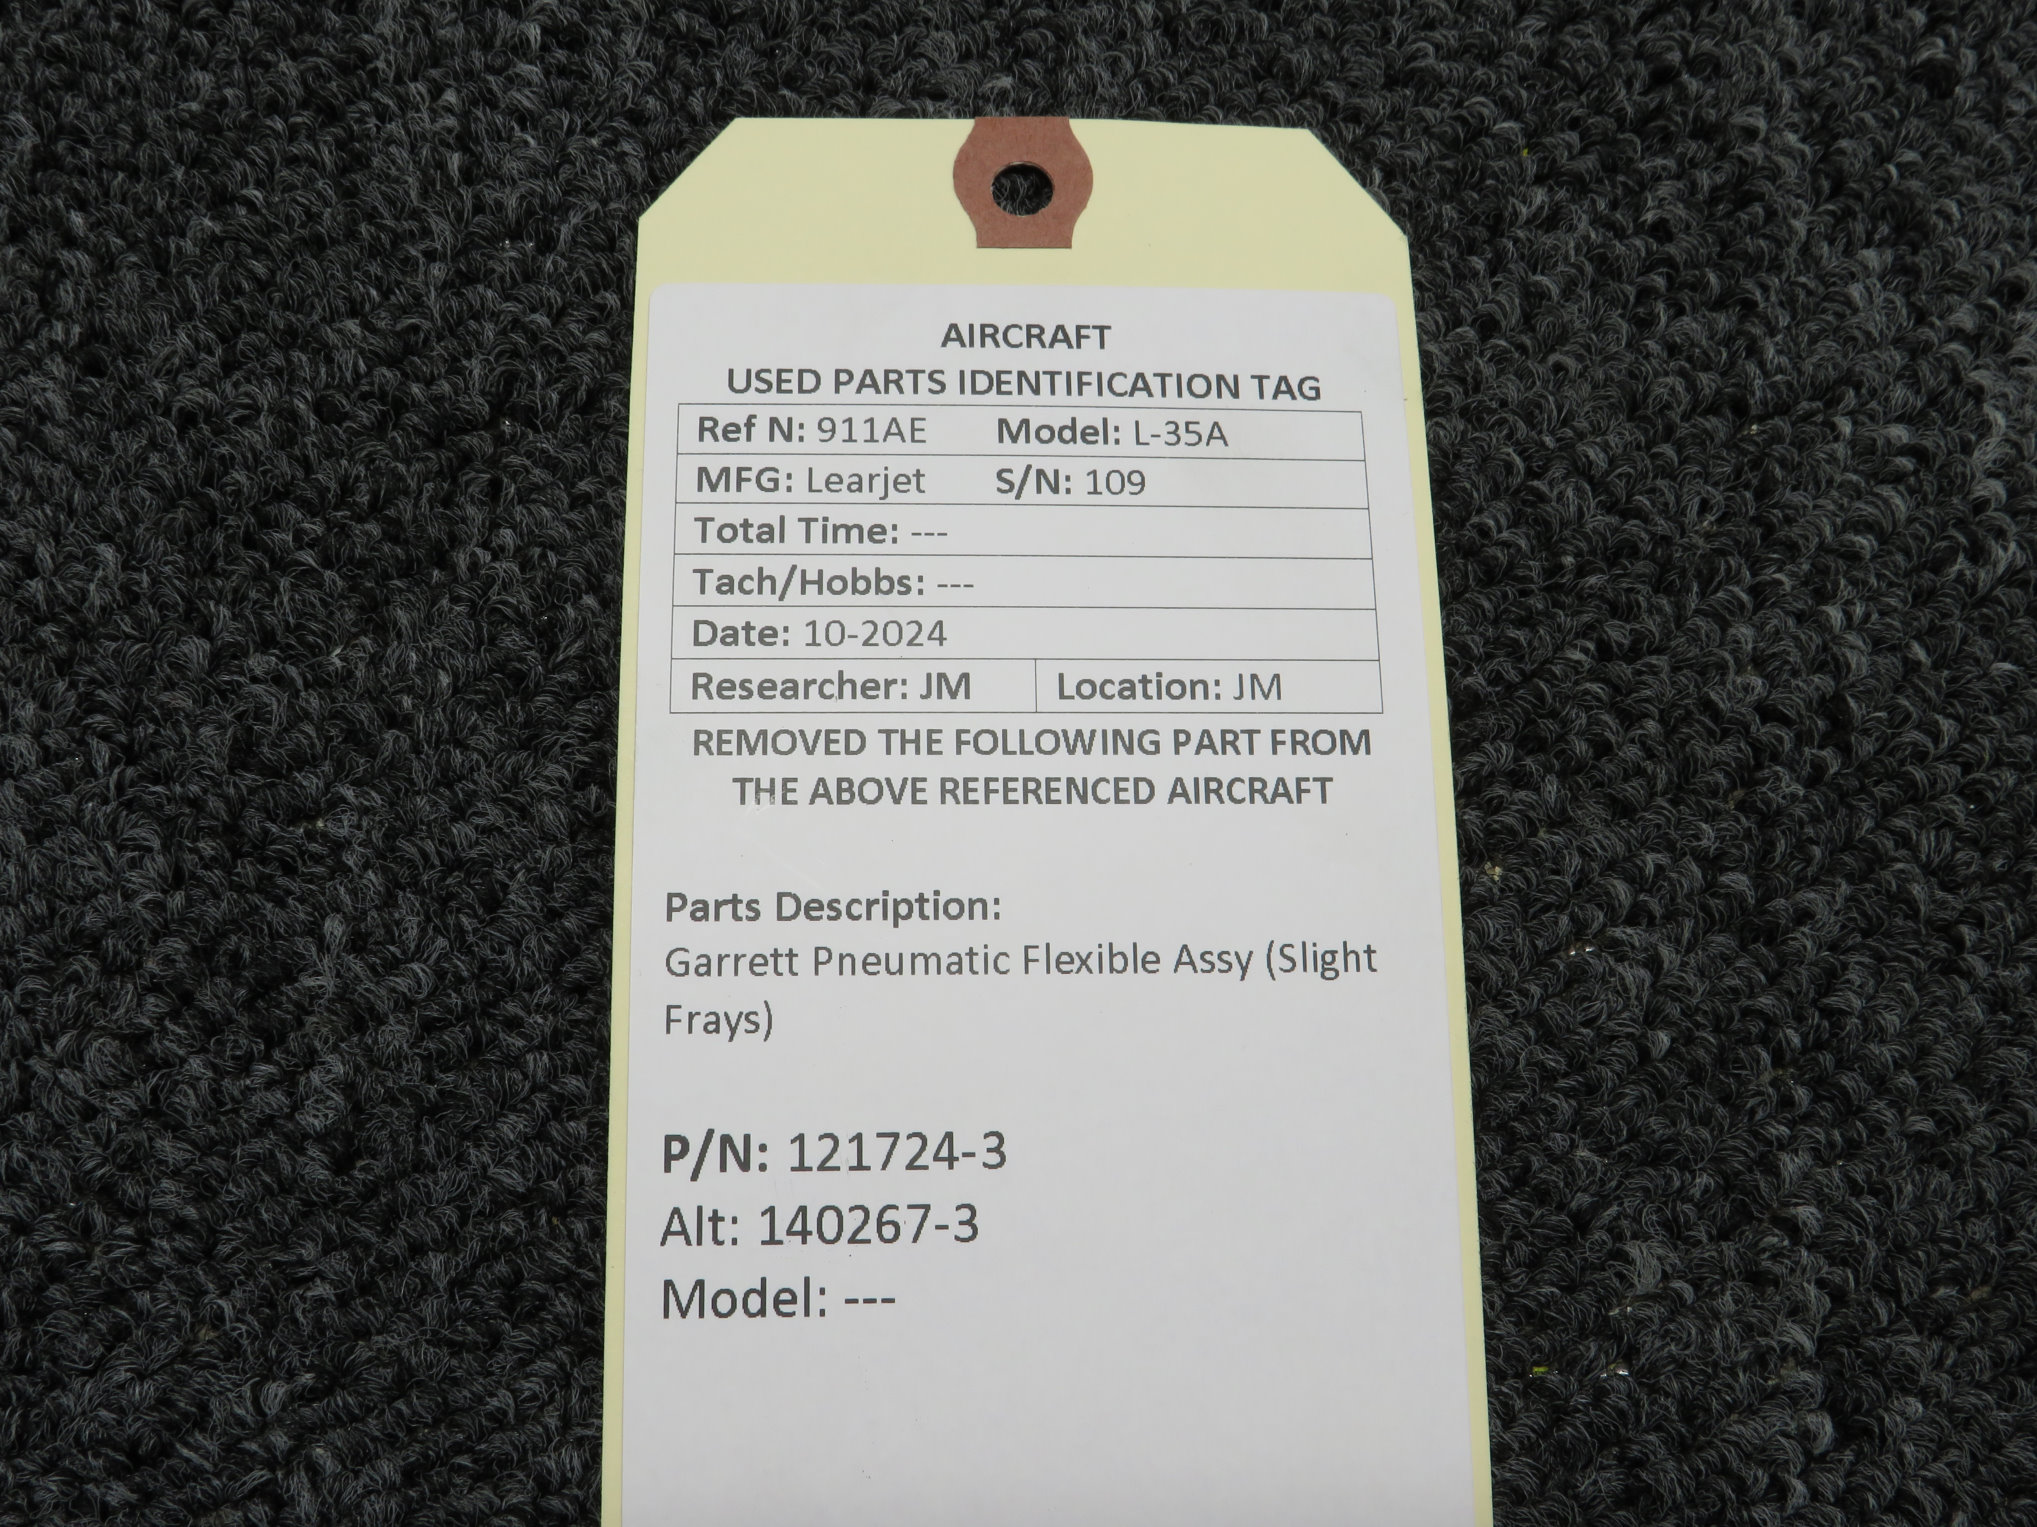 AIRCRAFT
USED PARTS IDENTIFICATION TAG
Ref N: 911AE Model: L-35A
MFG: Learjet S/N: 109
Total Time: ---
Tach/Hobbs: ---
Date: 10-2024
Researcher: JM Location: JM
REMOVED THE FOLLOWING PART FROM
THE ABOVE REFERENCED AIRCRAFT
Parts Description:
Garrett Pneumatic Flexible Assy (Slight
Frays)
P/N: 121724-3
Alt: 140267-3
Model: ---